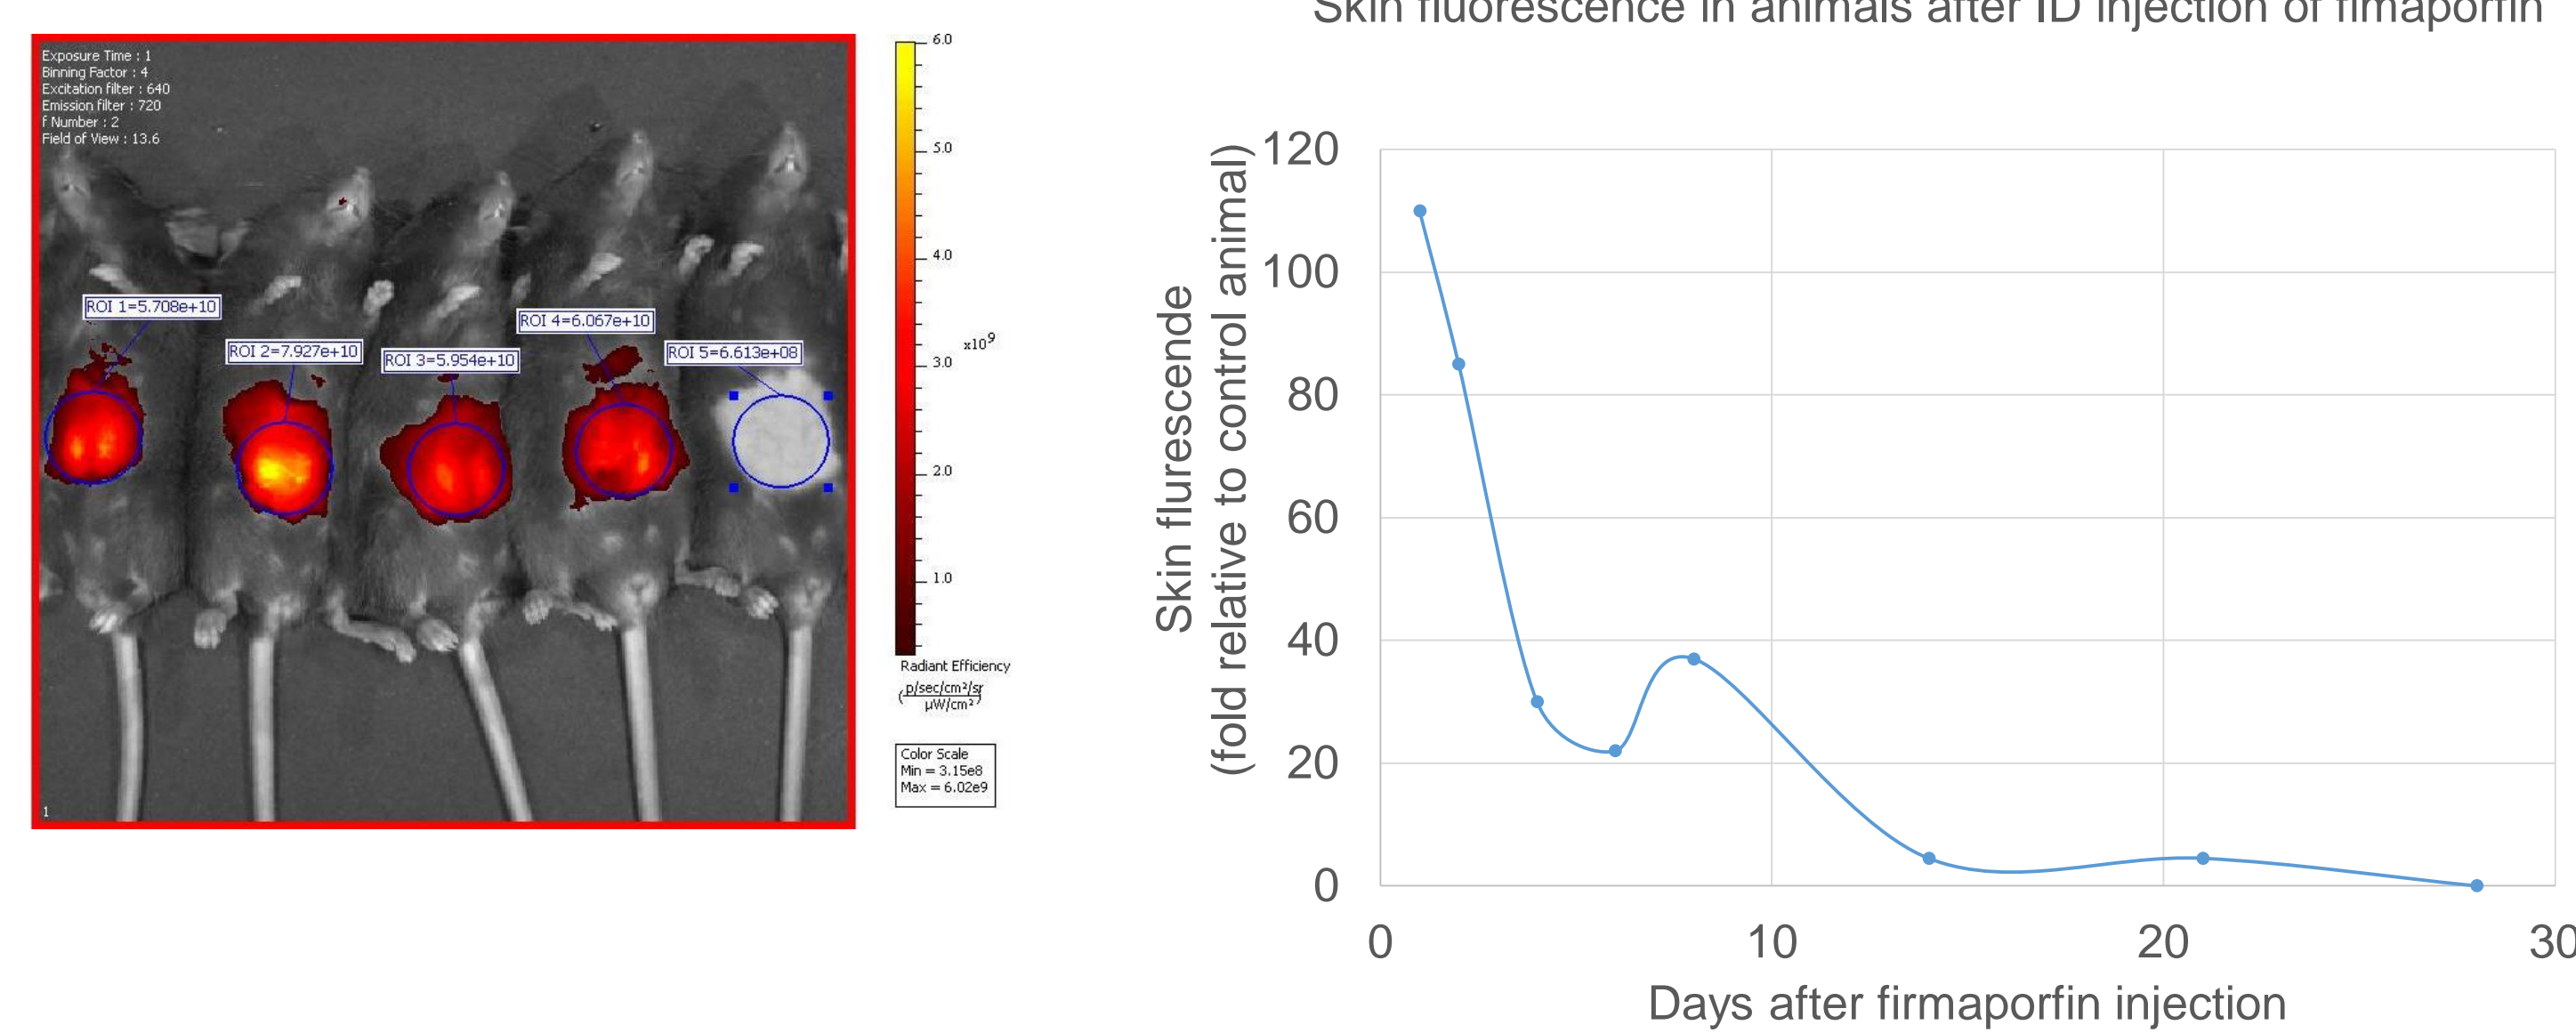 Exposure Time : 1
Binning Factor : 4
Excitation filter : 640
Emission filter : 720
f Number : 2
Field of View : 13.6
ROI 1=5.708e+10
ROI 2=7.927e+10
ROI 3=5.954e+10
ROI 4=6.067e+10
ROI 5=6.613e+08
1
6.0
5.0
4.0
3.0
2.0
1.0
x10⁹
Radiant Efficiency
(p/sec/cm²/sr
µW/cm²)
Color Scale
Min = 3.15e8
Max = 6.02e9
Skin fluorescence in animals after ID injection of fimaporfin
Skin flurescende
(fold relative to control animal)
120
100
80
60
40
20
0
0 10 20 30
Days after firmaporfin injection